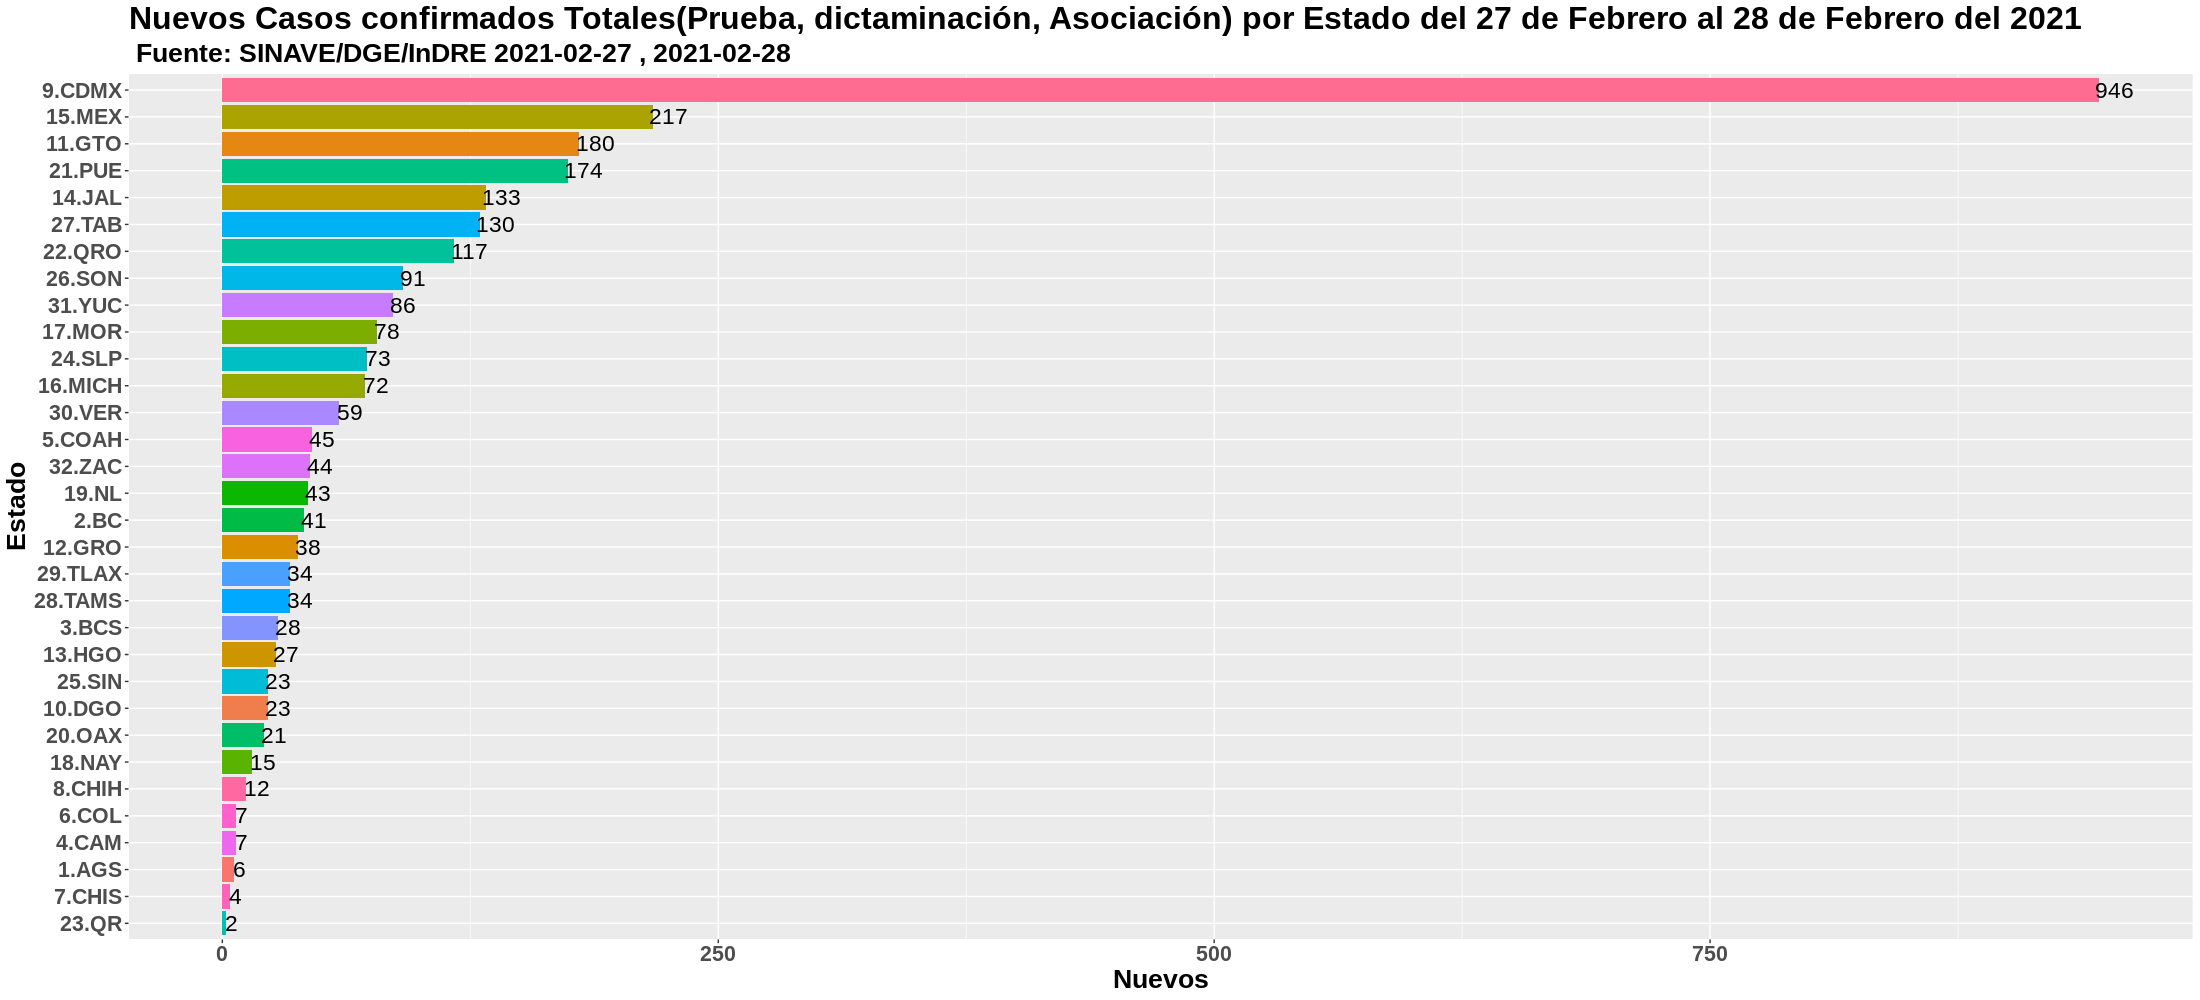 Nuevos Casos confirmados Totales(Prueba, dictaminación, Asociación) por Estado del 27 de Febrero al 28 de Febrero del 2021
Fuente: SINAVE/DGE/InDRE 2021-02-27 , 2021-02-28
9.CDMX 946
15.MEX 217
11.GTO 180
21.PUE 174
14.JAL 133
27.TAB 130
22.QRO 117
26.SON 91
31.YUC 86
17.MOR 78
24.SLP 73
16.MICH 72
30.VER 59
5.COAH 45
32.ZAC 44
19.NL 43
2.BC 41
12.GRO 38
29.TLAX 34
28.TAMS 34
3.BCS 28
13.HGO 27
25.SIN 23
10.DGO 23
20.OAX 21
18.NAY 15
8.CHIH 12
6.COL 7
4.CAM 7
1.AGS 6
7.CHIS 4
23.QR 2
Estado
0 250 500 750
Nuevos